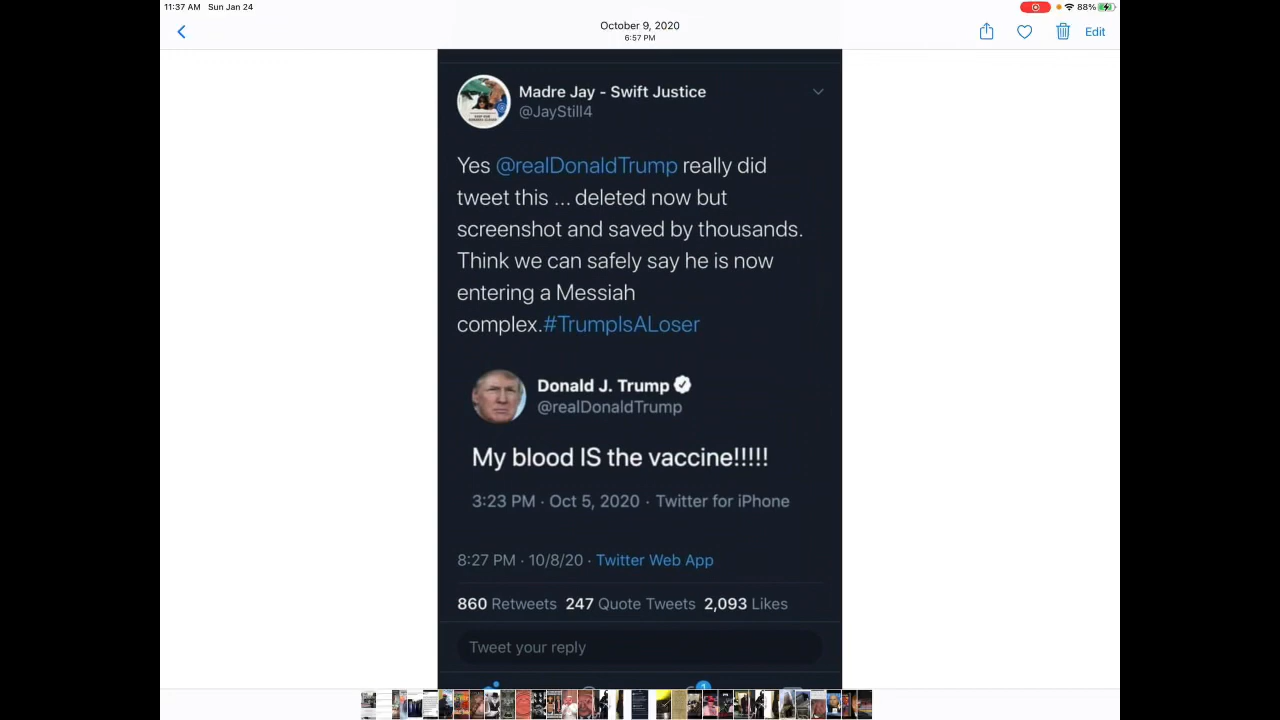 11:37 AM Sun Jan 24
88%
October 9, 2020
6:57 PM
Edit
Madre Jay - Swift Justice
@JayStill4
Yes @realDonaldTrump really did
tweet this ... deleted now but
screenshot and saved by thousands.
Think we can safely say he is now
entering a Messiah
complex.#TrumpIsALoser
Donald J. Trump
@realDonaldTrump
My blood IS the vaccine!!!!!
3:23 PM · Oct 5, 2020 · Twitter for iPhone
8:27 PM · 10/8/20 · Twitter Web App
860 Retweets 247 Quote Tweets 2,093 Likes
Tweet your reply
1